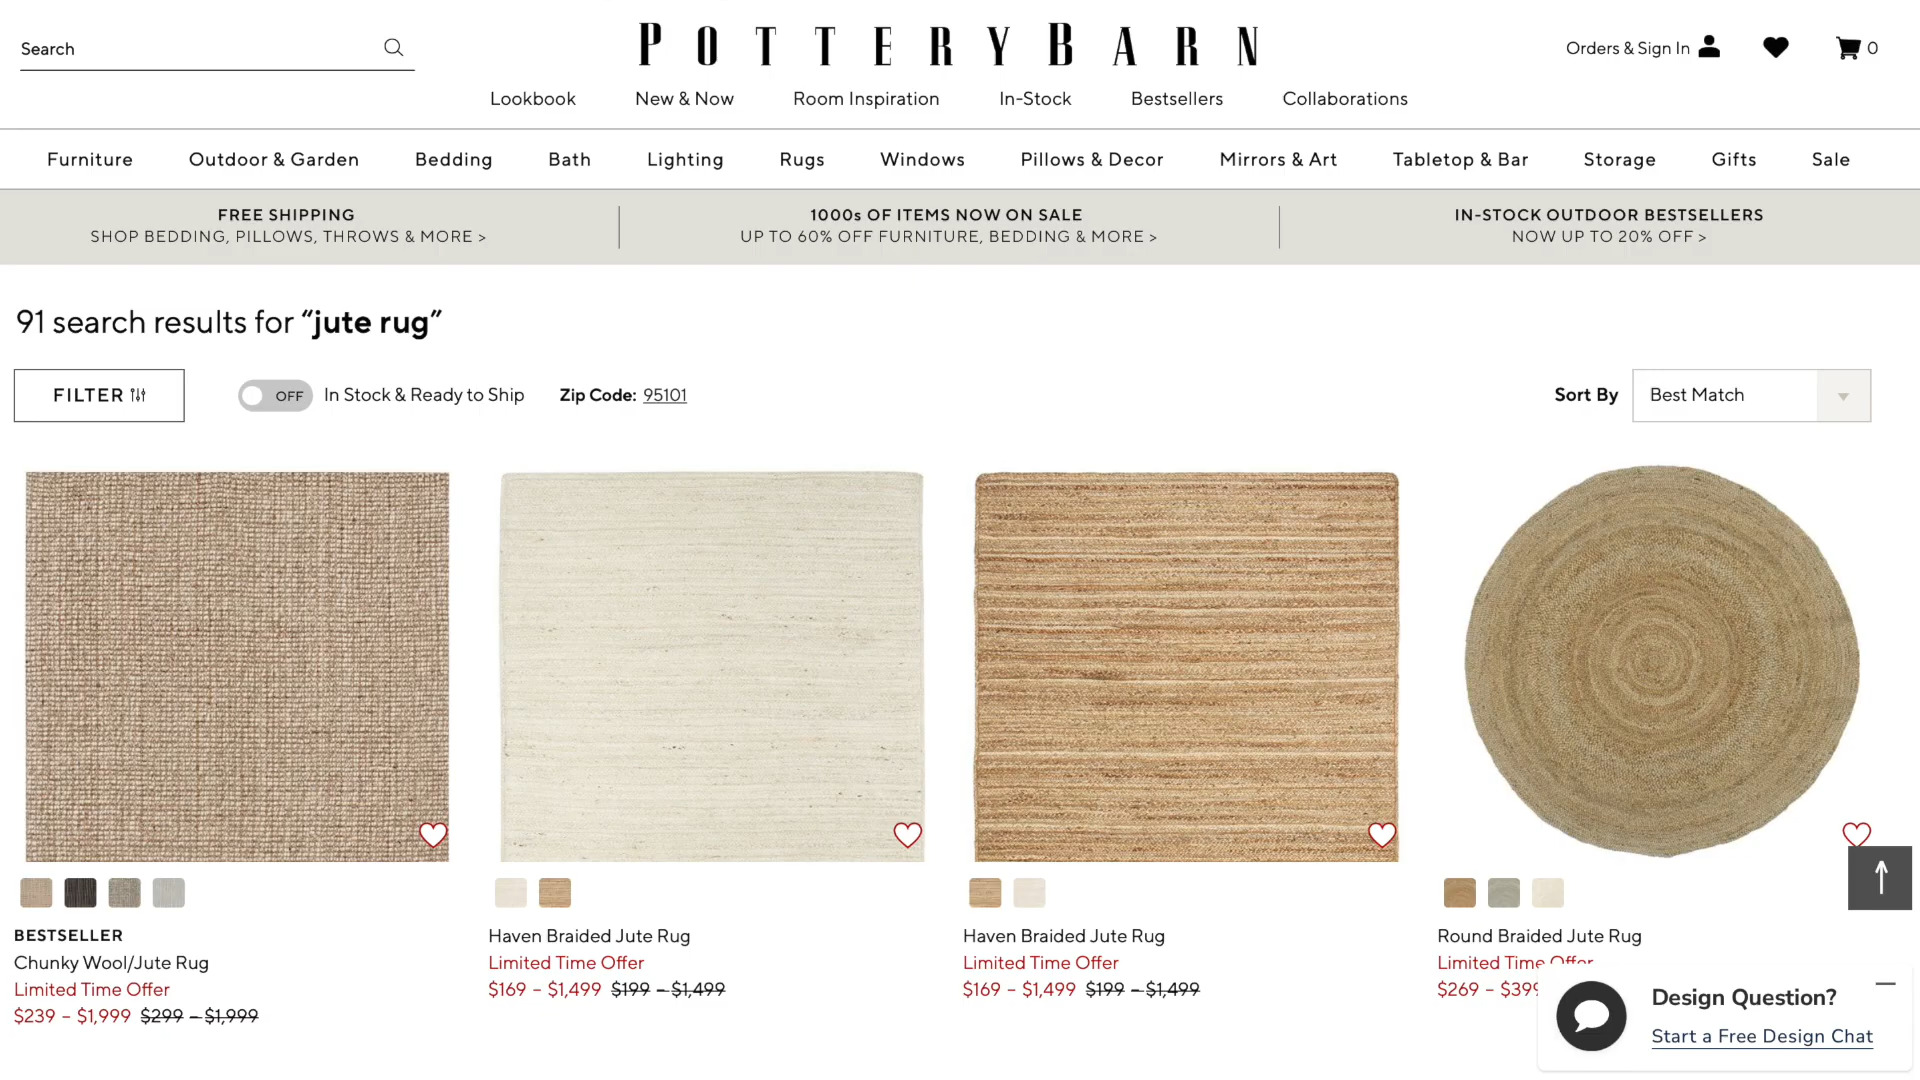 Search
POTTERYBARN
Orders & Sign In
0
Lookbook
New & Now
Room Inspiration
In-Stock
Bestsellers
Collaborations
Furniture
Outdoor & Garden
Bedding
Bath
Lighting
Rugs
Windows
Pillows & Decor
Mirrors & Art
Tabletop & Bar
Storage
Gifts
Sale
FREE SHIPPING
SHOP BEDDING, PILLOWS, THROWS & MORE >
1000s OF ITEMS NOW ON SALE
UP TO 60% OFF FURNITURE, BEDDING & MORE >
IN-STOCK OUTDOOR BESTSELLERS
NOW UP TO 20% OFF >
91 search results for “jute rug”
FILTER
OFF
In Stock & Ready to Ship
Zip Code: 95101
Sort By
Best Match
BESTSELLER
Chunky Wool/Jute Rug
Limited Time Offer
$239 – $1,999 $299 – $1,999
Haven Braided Jute Rug
Limited Time Offer
$169 – $1,499 $199 – $1,499
Haven Braided Jute Rug
Limited Time Offer
$169 – $1,499 $199 – $1,499
Round Braided Jute Rug
Limited Time Offer
$269 – $399
Design Question?
Start a Free Design Chat